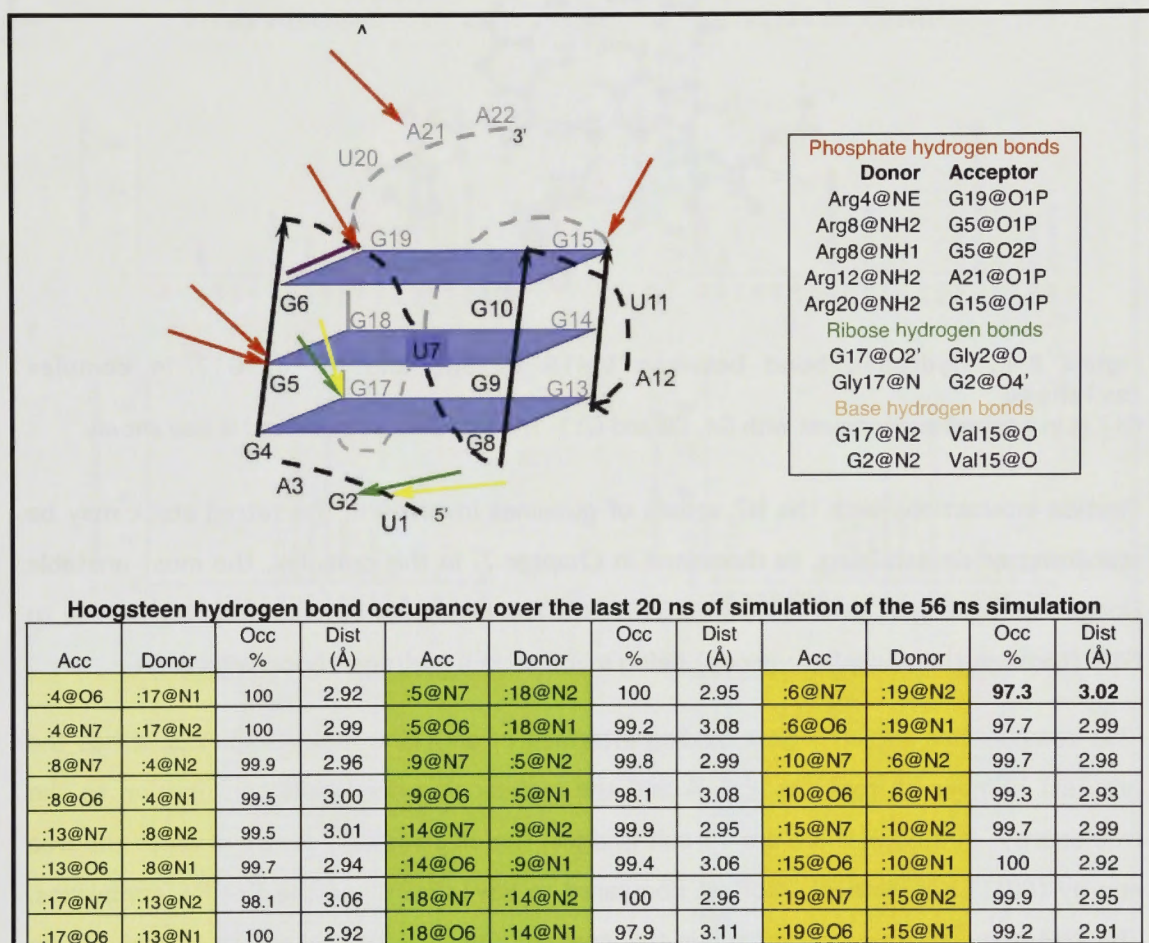 ^
A22
A21
3'
U20
G19
G15
G6
G10
U11
G18
G14
U7
G5
G17
G9
G13
A12
G4
G8
A3
G2
U1
5'
Phosphate hydrogen bonds
Donor Acceptor
Arg4@NE G19@O1P
Arg8@NH2 G5@O1P
Arg8@NH1 G5@O2P
Arg12@NH2 A21@O1P
Arg20@NH2 G15@O1P
Ribose hydrogen bonds
G17@O2' Gly2@O
Gly17@N G2@O4'
Base hydrogen bonds
G17@N2 Val15@O
G2@N2 Val15@O
Hoogsteen hydrogen bond occupancy over the last 20 ns of simulation of the 56 ns simulation
Acc Donor Occ % Dist (Å) Acc Donor Occ % Dist (Å) Acc Donor Occ % Dist (Å)
:4@O6 :17@N1 100 2.92 :5@N7 :18@N2 100 2.95 :6@N7 :19@N2 97.3 3.02
:4@N7 :17@N2 100 2.99 :5@O6 :18@N1 99.2 3.08 :6@O6 :19@N1 97.7 2.99
:8@N7 :4@N2 99.9 2.96 :9@N7 :5@N2 99.8 2.99 :10@N7 :6@N2 99.7 2.98
:8@O6 :4@N1 99.5 3.00 :9@O6 :5@N1 98.1 3.08 :10@O6 :6@N1 99.3 2.93
:13@N7 :8@N2 99.5 3.01 :14@N7 :9@N2 99.9 2.95 :15@N7 :10@N2 99.7 2.99
:13@O6 :8@N1 99.7 2.94 :14@O6 :9@N1 99.4 3.06 :15@O6 :10@N1 100 2.92
:17@N7 :13@N2 98.1 3.06 :18@N7 :14@N2 100 2.96 :19@N7 :15@N2 99.9 2.95
:17@O6 :13@N1 100 2.92 :18@O6 :14@N1 97.9 3.11 :19@O6 :15@N1 99.2 2.91